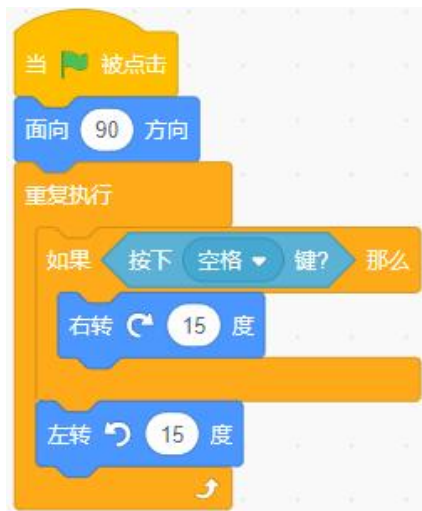 当 被点击
面向 90 方向
重复执行
如果 按下 空格 键? 那么
右转 15 度
左转 15 度